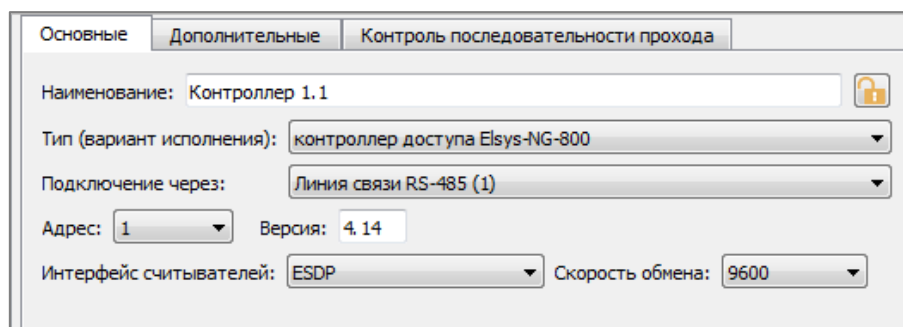 Основные Дополнительные Контроль последовательности прохода
Наименование: Контроллер 1.1
Тип (вариант исполнения): контроллер доступа Elsys-NG-800
Подключение через: Линия связи RS-485 (1)
Адрес: 1 Версия: 4.14
Интерфейс считывателей: ESDP Скорость обмена: 9600